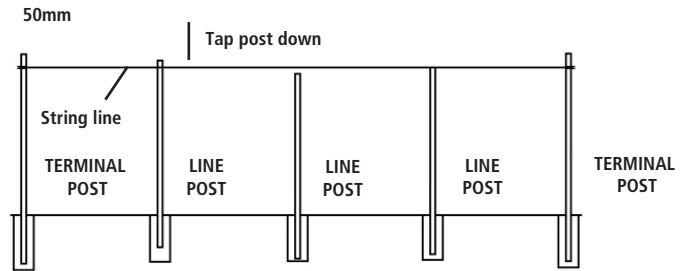 50mm
Tap post down
String line
TERMINAL
POST
LINE
POST
LINE
POST
LINE
POST
TERMINAL
POST